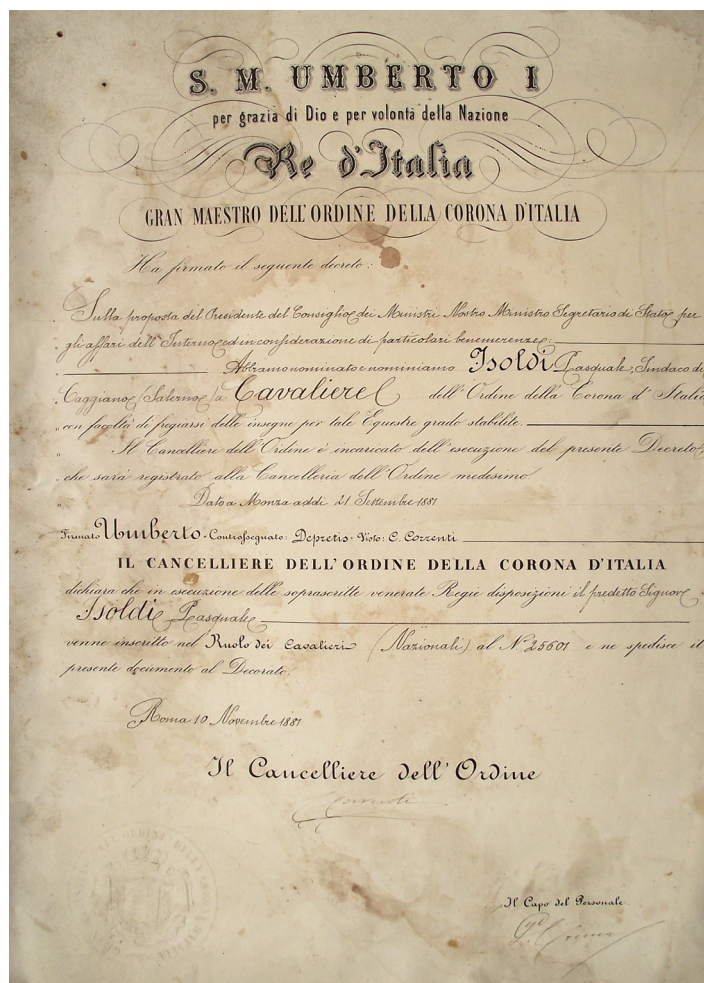 S. M. UMBERTO I
per grazia di Dio e per volontà della Nazione
Re d'Italia
GRAN MAESTRO DELL'ORDINE DELLA CORONA D'ITALIA
Ha firmato il seguente decreto:
Sulla proposta del Presidente del Consiglio dei Ministri Nostro Ministro Segretario di Stato per
gli affari dell'Interno ed in considerazione di particolari benemerenze:
Abbiamo nominato e nominiamo Isoldi Pasquale, Sindaco di
Caggiano (Salerno) a Cavaliere dell'Ordine della Corona d'Italia
con facoltà di fregiarsi delle insegne per tale Equestre grado stabilite.
Il Cancelliere dell'Ordine è incaricato dell'esecuzione del presente Decreto
che sarà registrato alla Cancelleria dell'Ordine medesimo.
Dato a Monza addì 21 Settembre 1881
Firmato Umberto - Controssegnato: Depretis - Visto: C. Correnti
IL CANCELLIERE DELL'ORDINE DELLA CORONA D'ITALIA
dichiara che in esecuzione delle soprascritte venerate Regie disposizioni il predetto Signore
Isoldi Pasquale
venne inscritto nel Ruolo dei Cavalieri (Nazionali) al N° 25601 e ne spedisce il
presente documento al Decorato.
Roma 10 Novembre 1881
Il Cancelliere dell'Ordine
Correnti
Il Capo del Personale